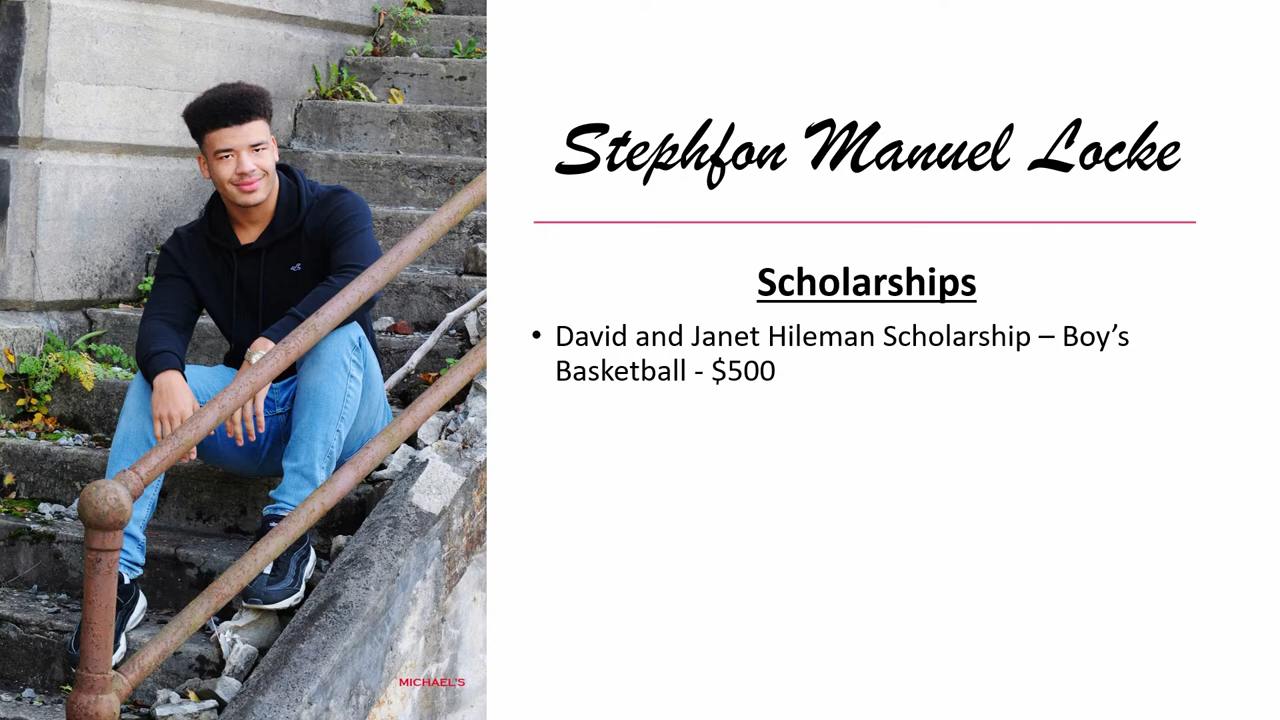 Stephfon Manuel Locke
Scholarships
• David and Janet Hileman Scholarship – Boy’s
Basketball - $500
MICHAEL'S